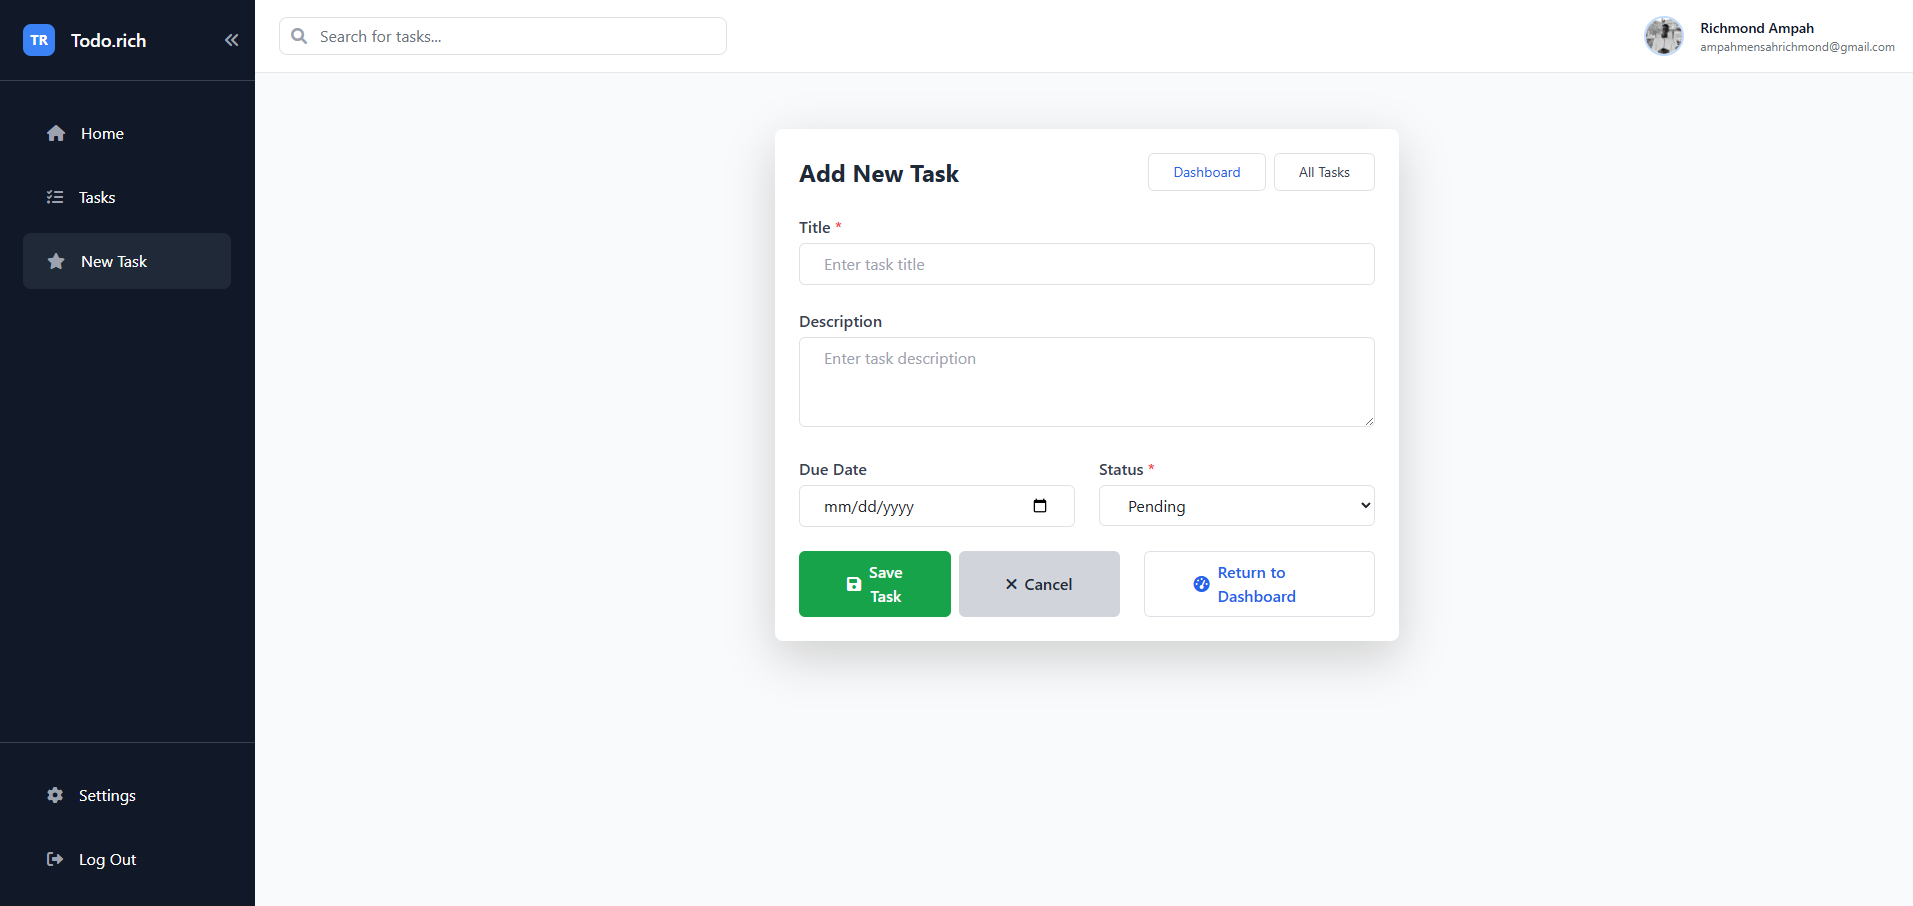 TR
Todo.rich
Search for tasks...
Richmond Ampah
ampahmensahrichmond@gmail.com
Home
Tasks
New Task
Add New Task
Dashboard
All Tasks
Title *
Enter task title
Description
Enter task description
Due Date
Status *
mm/dd/yyyy
Pending
Save
Task
Cancel
Return to
Dashboard
Settings
Log Out